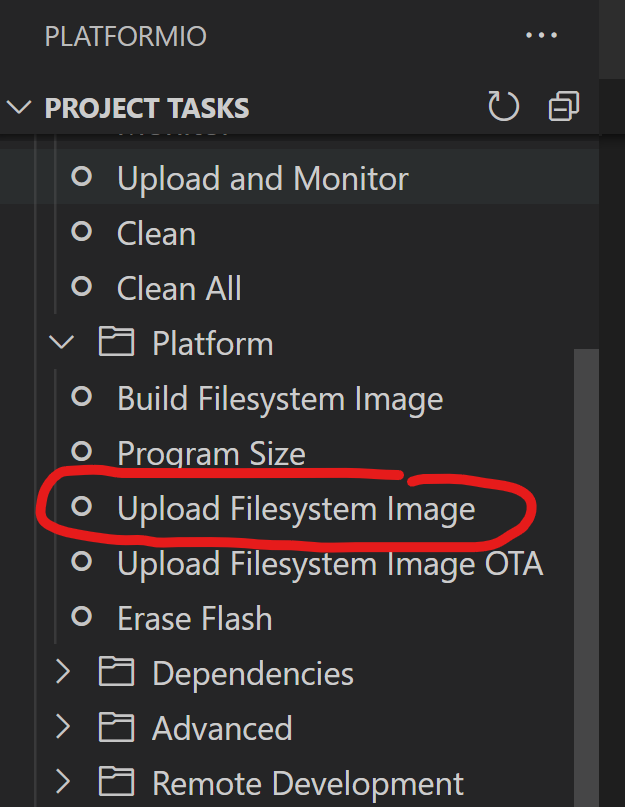 PLATFORMIO
PROJECT TASKS
Upload and Monitor
Clean
Clean All
Platform
Build Filesystem Image
Program Size
Upload Filesystem Image
Upload Filesystem Image OTA
Erase Flash
Dependencies
Advanced
Remote Development